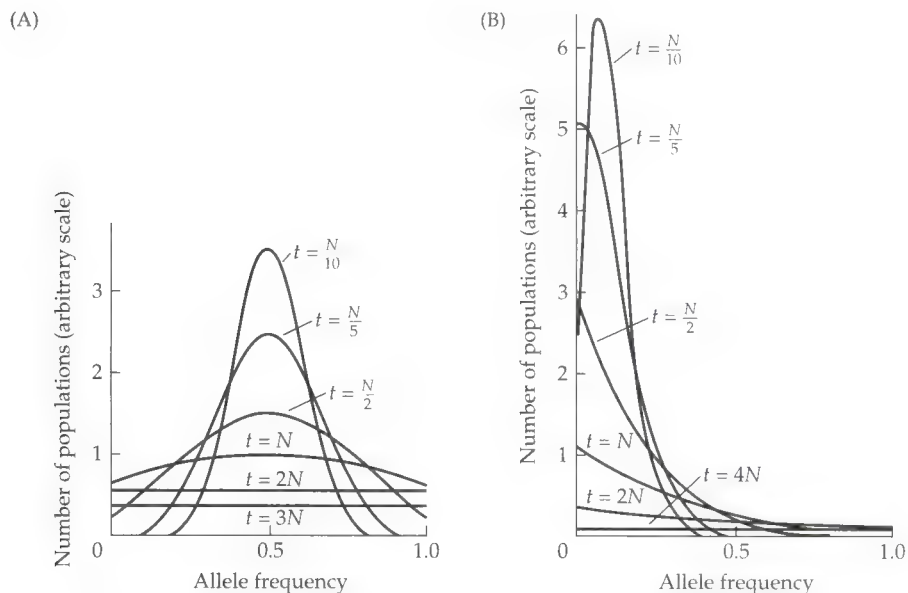 (A)
Number of populations (arbitrary scale)
3
2
1
0
0.5
1.0
Allele frequency
t = N/10
t = N/5
t = N/2
t = N
t = 2N
t = 3N
(B)
Number of populations (arbitrary scale)
6
5
4
3
2
1
0
0.5
1.0
Allele frequency
t = N/10
t = N/5
t = N/2
t = N
t = 4N
t = 2N